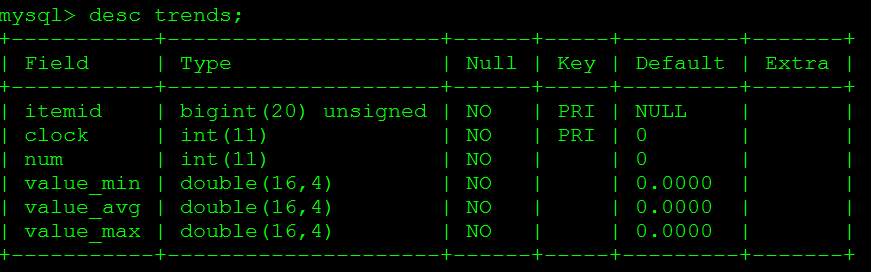 mysql> desc trends;
+-----------+---------------------+------+-----+---------+-------+
| Field     | Type                | Null | Key | Default | Extra |
+-----------+---------------------+------+-----+---------+-------+
| itemid    | bigint(20) unsigned | NO   | PRI | NULL    |       |
| clock     | int(11)             | NO   | PRI | 0       |       |
| num       | int(11)             | NO   |     | 0       |       |
| value_min | double(16,4)        | NO   |     | 0.0000  |       |
| value_avg | double(16,4)        | NO   |     | 0.0000  |       |
| value_max | double(16,4)        | NO   |     | 0.0000  |       |
+-----------+---------------------+------+-----+---------+-------+